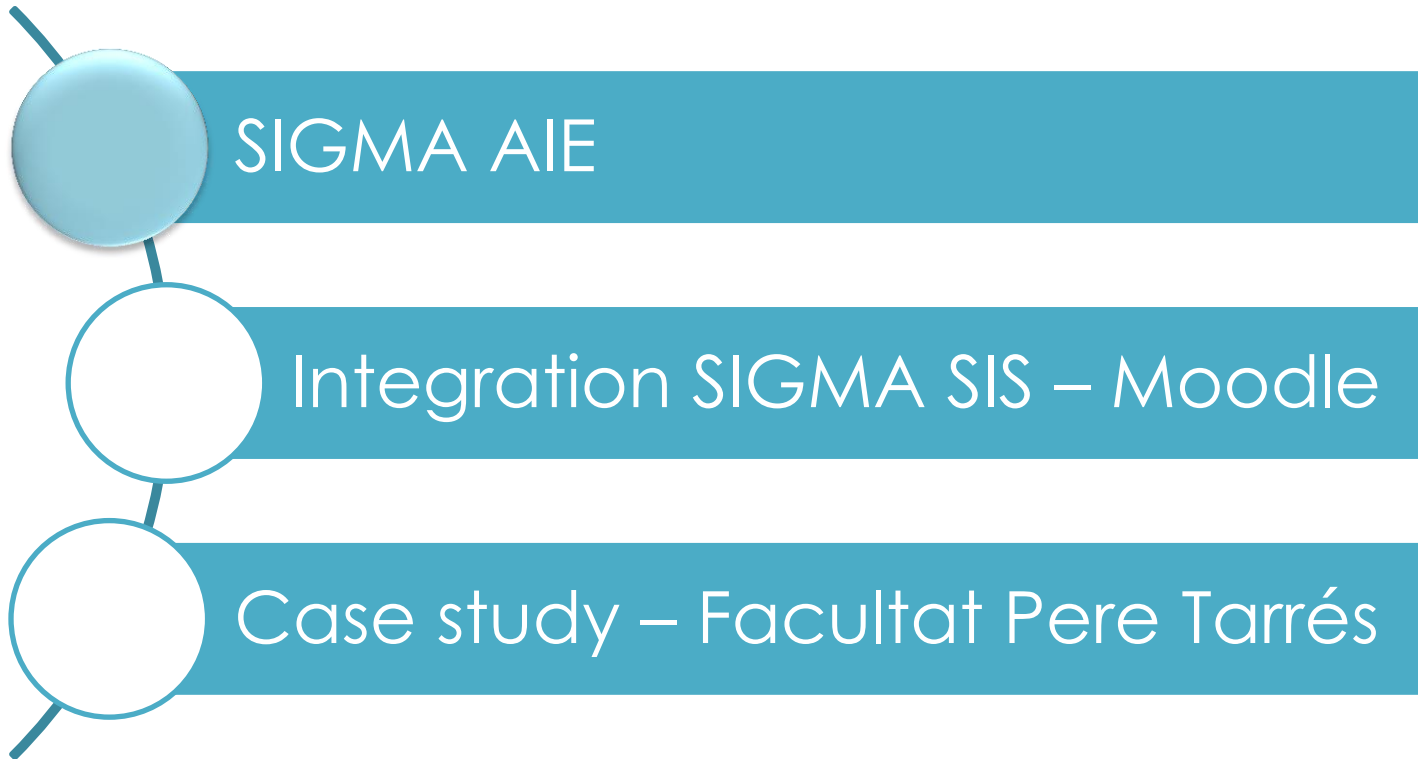 SIGMA AIE
Integration SIGMA SIS – Moodle
Case study – Facultat Pere Tarrés